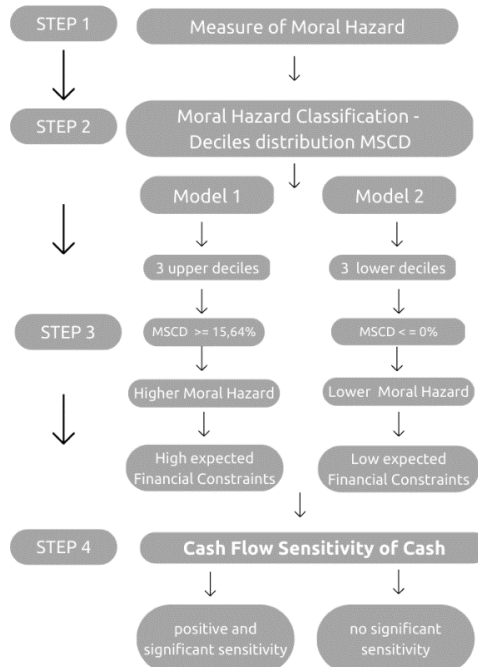 STEP 1
Measure of Moral Hazard
STEP 2
Moral Hazard Classification -
Deciles distribution MSCD
Model 1
Model 2
3 upper deciles
3 lower deciles
STEP 3
MSCD >= 15,64%
MSCD < = 0%
Higher Moral Hazard
Lower Moral Hazard
High expected
Financial Constraints
Low expected
Financial Constraints
STEP 4
Cash Flow Sensitivity of Cash
positive and
significant sensitivity
no significant
sensitivity